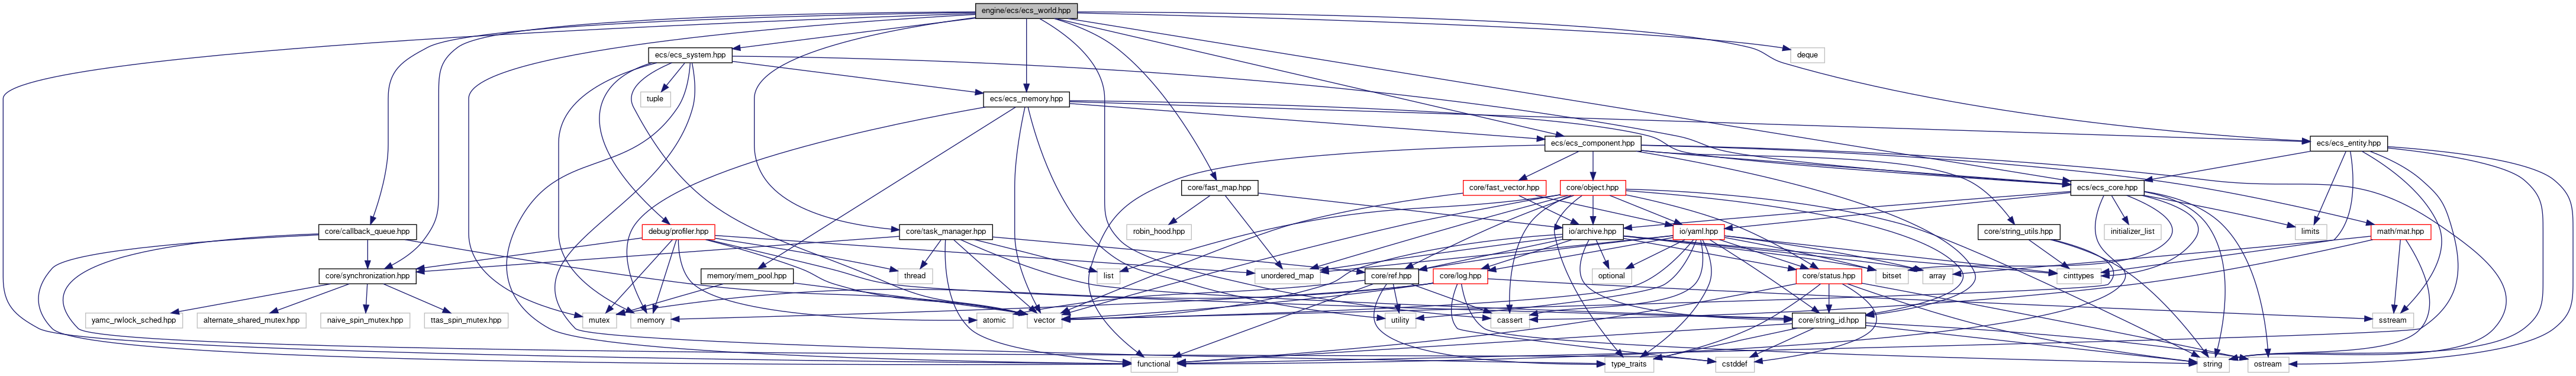 engine/ecs/ecs_world.hpp
ecs/ecs_system.hpp
deque
tuple
ecs/ecs_memory.hpp
ecs/ecs_component.hpp
ecs/ecs_entity.hpp
core/fast_map.hpp
core/fast_vector.hpp
core/object.hpp
ecs/ecs_core.hpp
core/callback_queue.hpp
debug/profiler.hpp
core/task_manager.hpp
robin_hood.hpp
io/archive.hpp
io/yaml.hpp
core/string_utils.hpp
initializer_list
limits
math/mat.hpp
core/synchronization.hpp
memory/mem_pool.hpp
thread
list
unordered_map
core/ref.hpp
core/log.hpp
optional
core/status.hpp
bitset
array
cinttypes
yamc_rwlock_sched.hpp
alternate_shared_mutex.hpp
naive_spin_mutex.hpp
ttas_spin_mutex.hpp
mutex
memory
atomic
vector
utility
cassert
core/string_id.hpp
sstream
functional
type_traits
cstddef
string
ostream